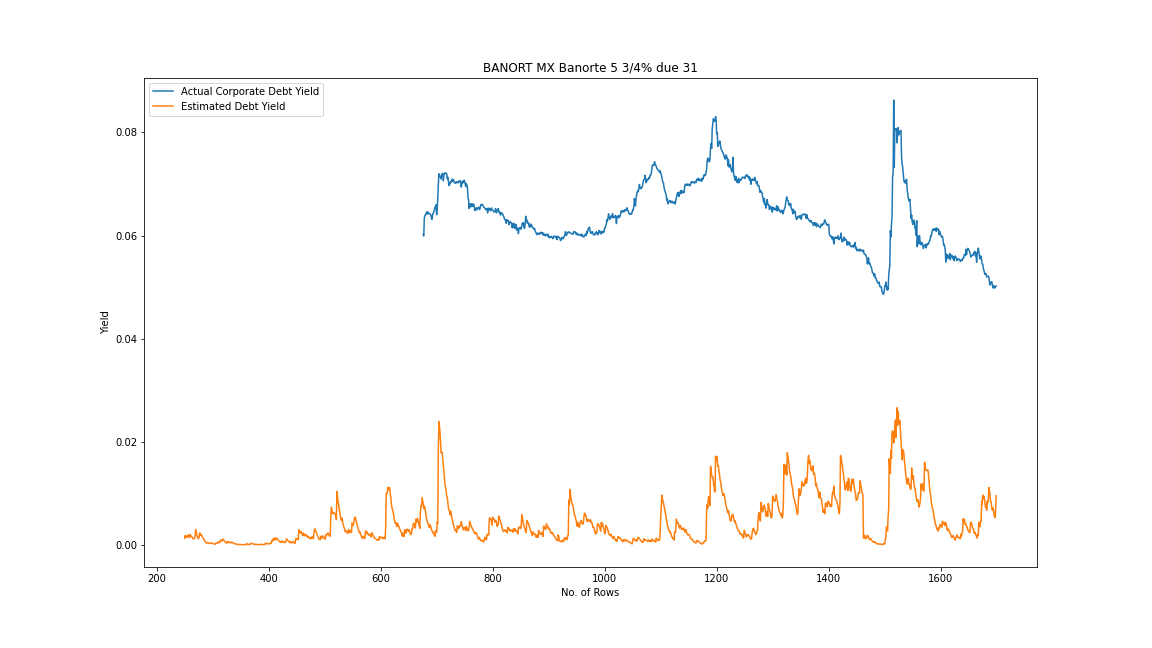 BANORT MX Banorte 5 3/4% due 31
Actual Corporate Debt Yield
Estimated Debt Yield
0.08
0.06
0.04
0.02
0.00
Yield
200 400 600 800 1000 1200 1400 1600
No. of Rows